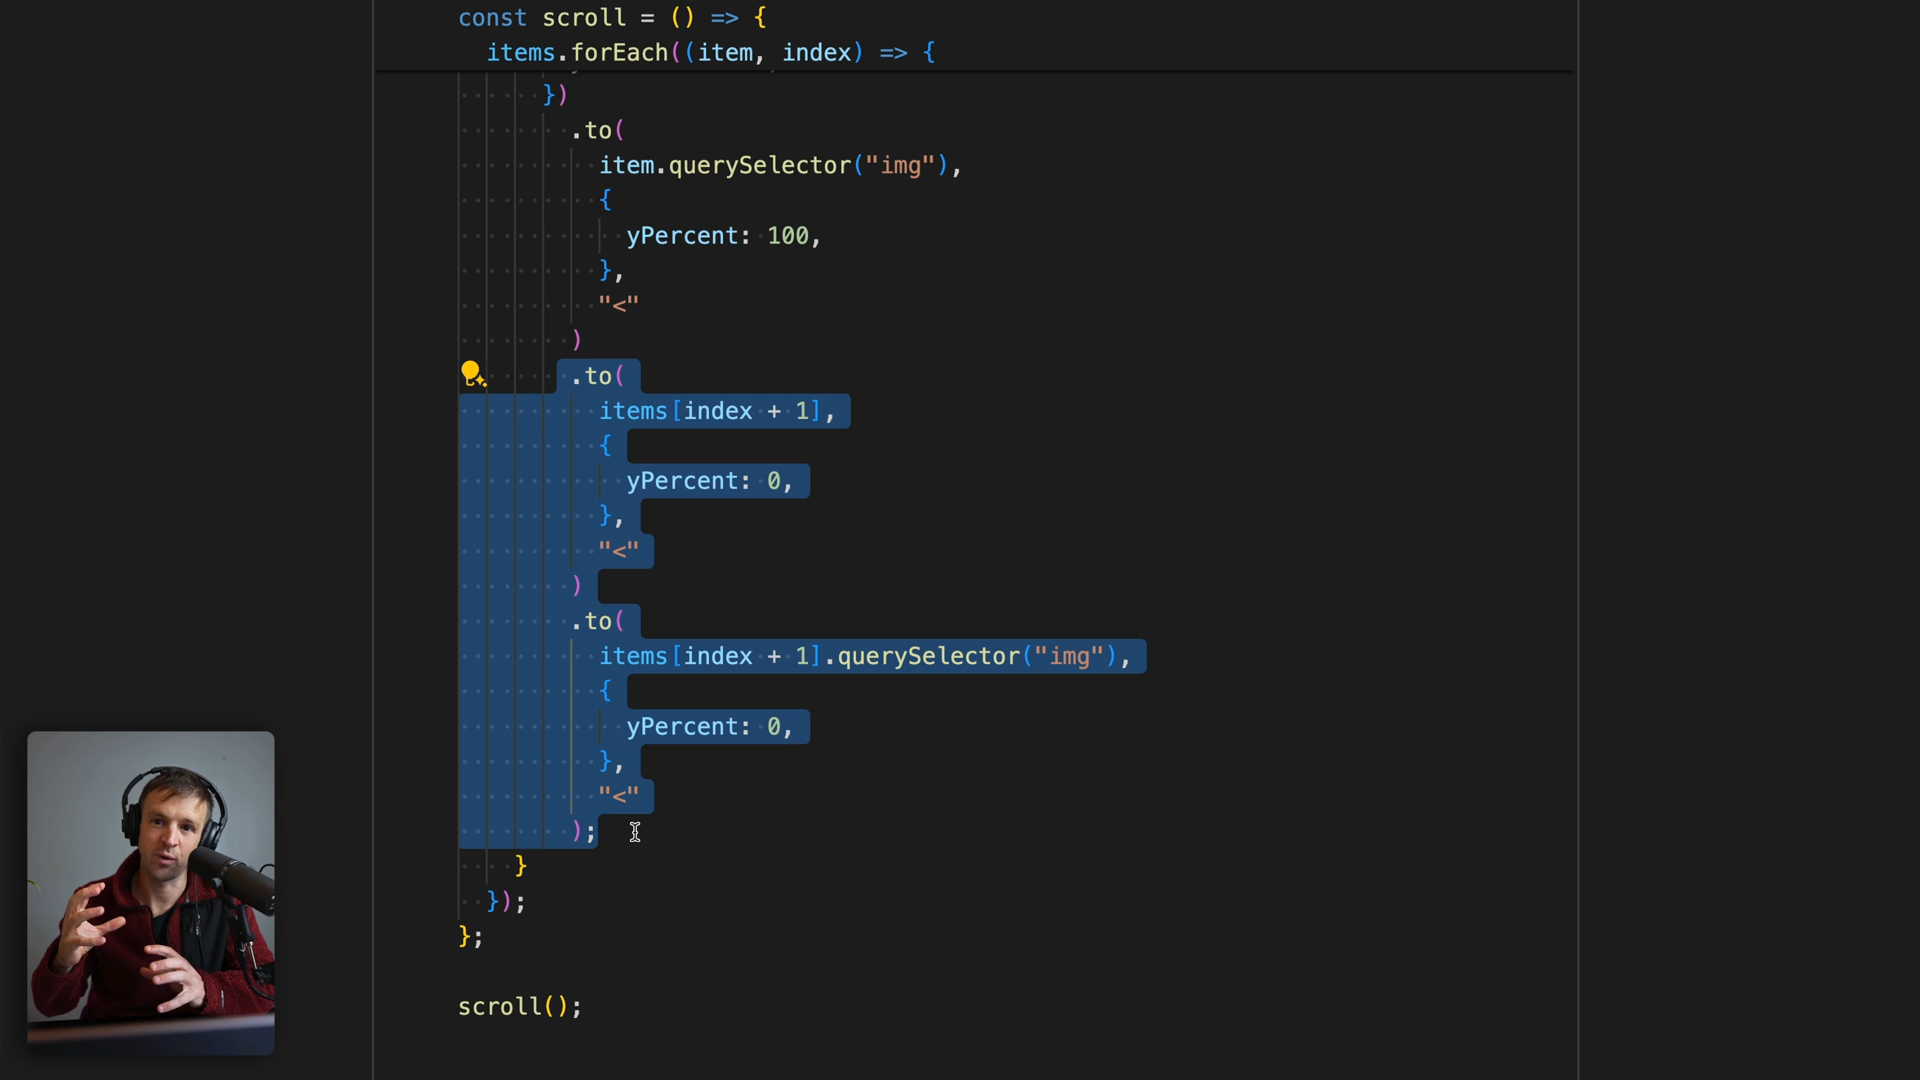 const scroll = () => {
items.forEach((item, index) => {
})
.to(
item.querySelector("img"),
{
yPercent: 100,
},
"<"
)
.to(
items[index + 1],
{
yPercent: 0,
},
"<"
)
.to(
items[index + 1].querySelector("img"),
{
yPercent: 0,
},
"<"
);
}
});
};
scroll();